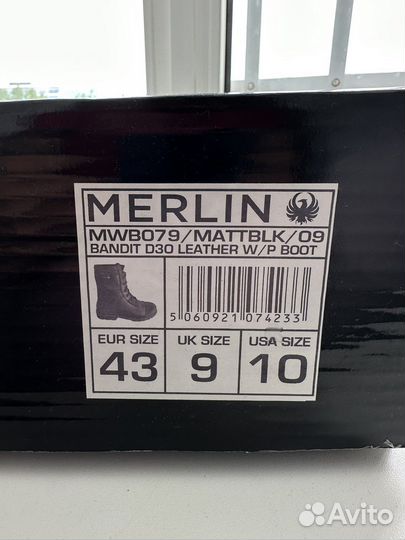 MERLIN
MWB079/MATTBLK/09
BANDIT D3O LEATHER W/P BOOT
5 060921 074233
EUR SIZE UK SIZE USA SIZE
43 9 10
Avito